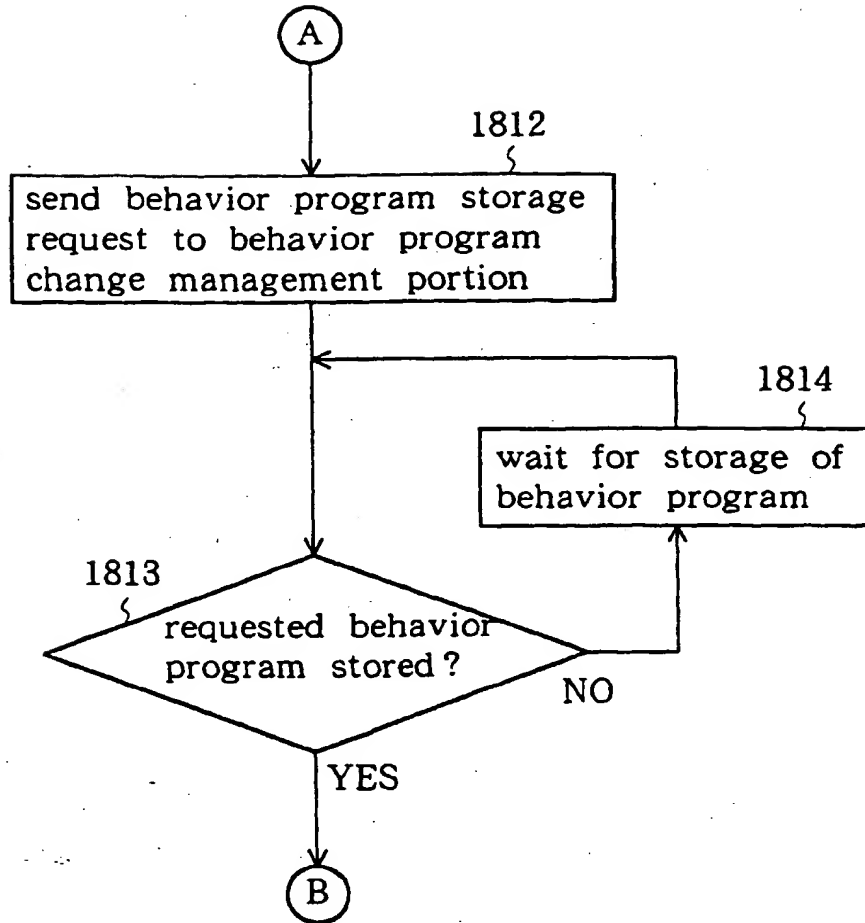 A
1812
send behavior program storage
request to behavior program
change management portion
1814
wait for storage of
behavior program
1813
requested behavior
program stored?
NO
YES
B